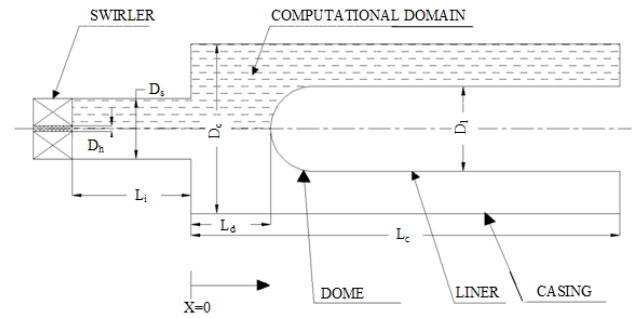 SWIRLER
COMPUTATIONAL DOMAIN
Ds
Dc
Dl
Dh
Li
Ld
Lc
X=0
DOME
LINER
CASING